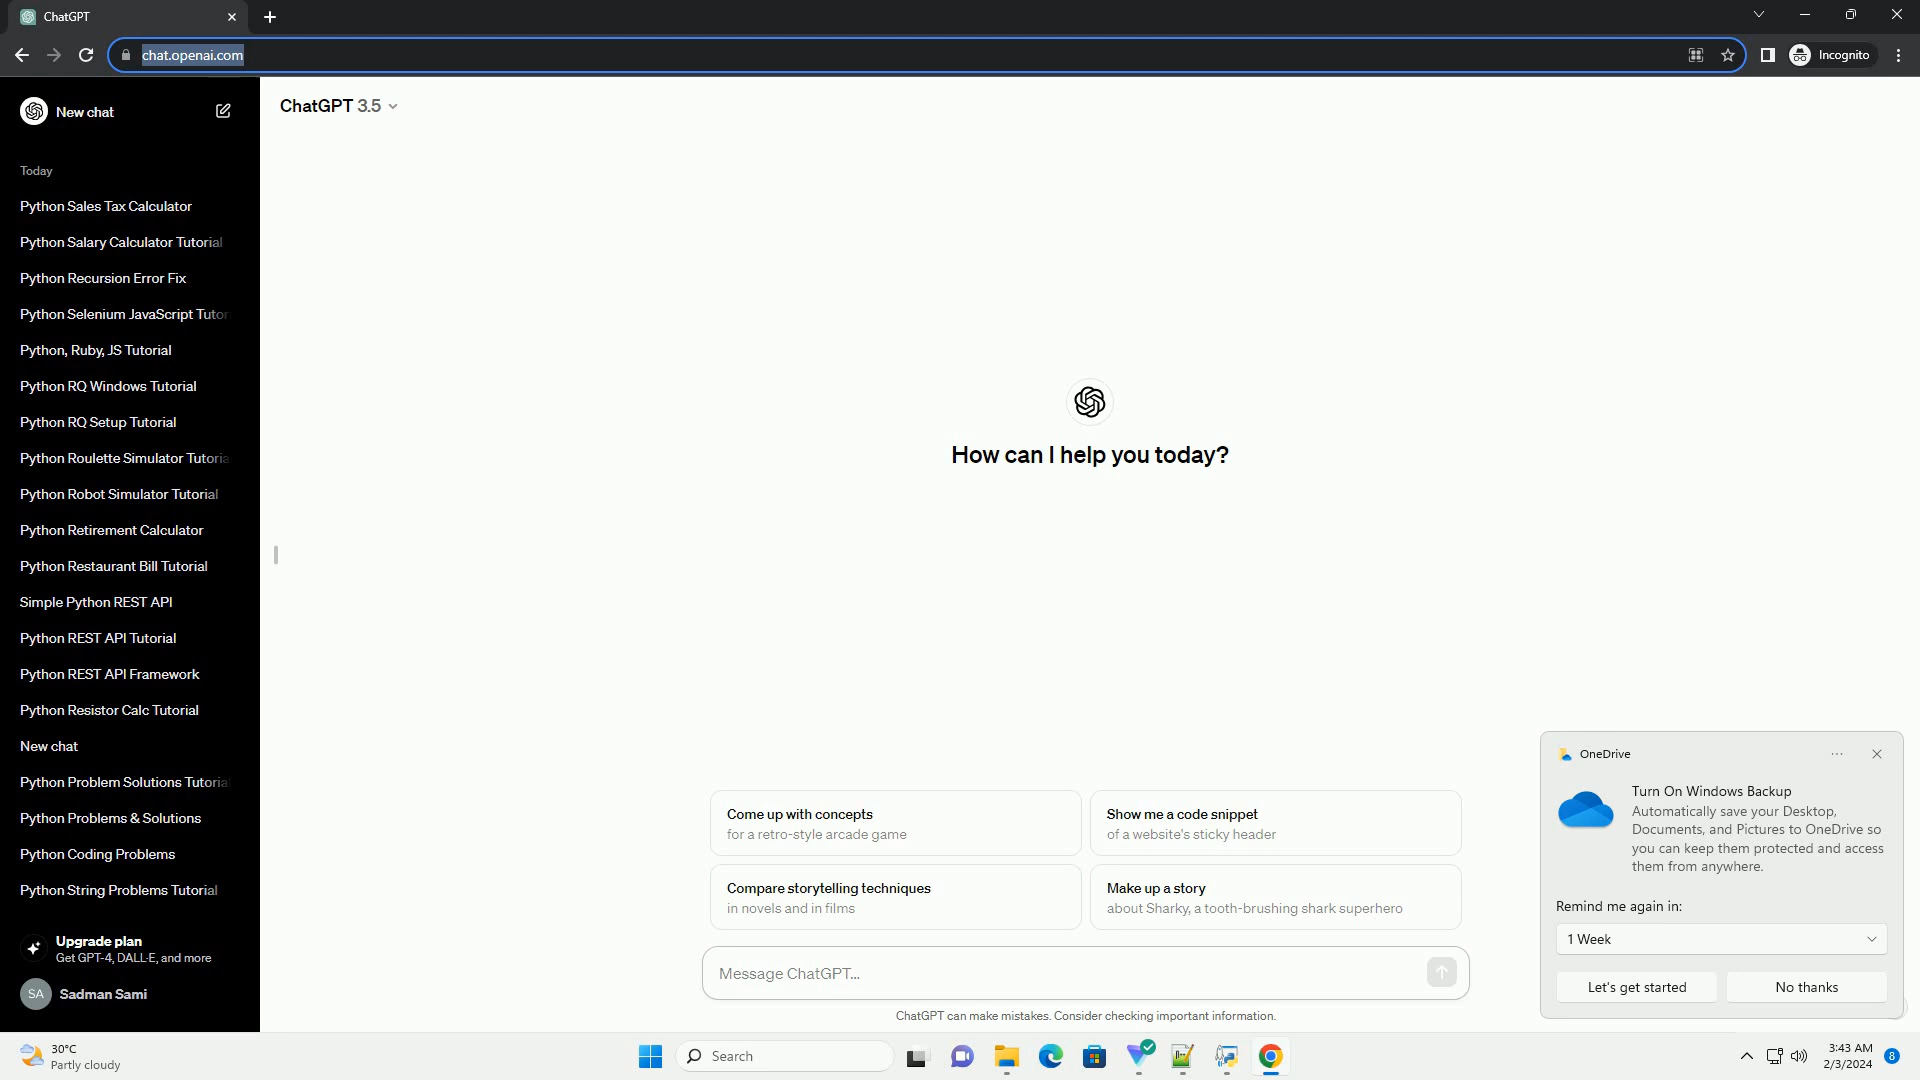 ChatGPT
chat.openai.com
Incognito
New chat
ChatGPT 3.5
Today
Python Sales Tax Calculator
Python Salary Calculator Tutorial
Python Recursion Error Fix
Python Selenium JavaScript Tutor
Python, Ruby, JS Tutorial
Python RQ Windows Tutorial
Python RQ Setup Tutorial
Python Roulette Simulator Tutoria
Python Robot Simulator Tutorial
Python Retirement Calculator
Python Restaurant Bill Tutorial
Simple Python REST API
Python REST API Tutorial
Python REST API Framework
Python Resistor Calc Tutorial
New chat
Python Problem Solutions Tutoria
Python Problems & Solutions
Python Coding Problems
Python String Problems Tutorial
Upgrade plan
Get GPT-4, DALL·E, and more
SA
Sadman Sami
How can I help you today?
Come up with concepts
for a retro-style arcade game
Show me a code snippet
of a website's sticky header
Compare storytelling techniques
in novels and in films
Make up a story
about Sharky, a tooth-brushing shark superhero
Message ChatGPT...
ChatGPT can make mistakes. Consider checking important information.
OneDrive
Turn On Windows Backup
Automatically save your Desktop,
Documents, and Pictures to OneDrive so
you can keep them protected and access
them from anywhere.
Remind me again in:
1 Week
Let's get started
No thanks
30°C
Partly cloudy
Search
3:43 AM
2/3/2024
8